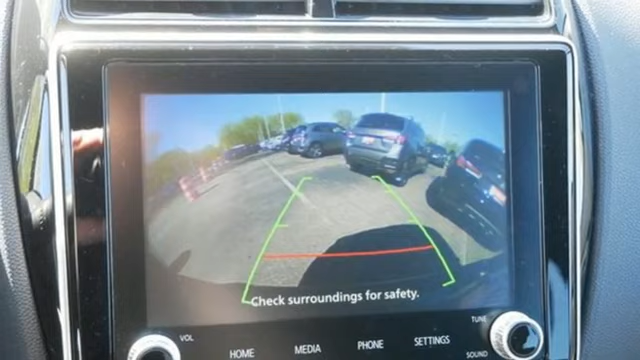 Check surroundings for safety.
VOL
HOME
MEDIA
PHONE
SETTINGS
TUNE
SOUND